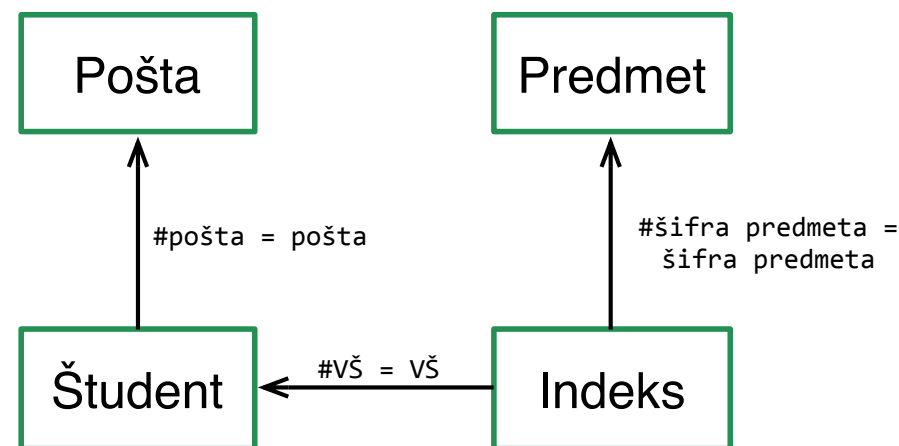 Pošta
Predmet
#pošta = pošta
#šifra predmeta =
šifra predmeta
Študent
#VŠ = VŠ
Indeks